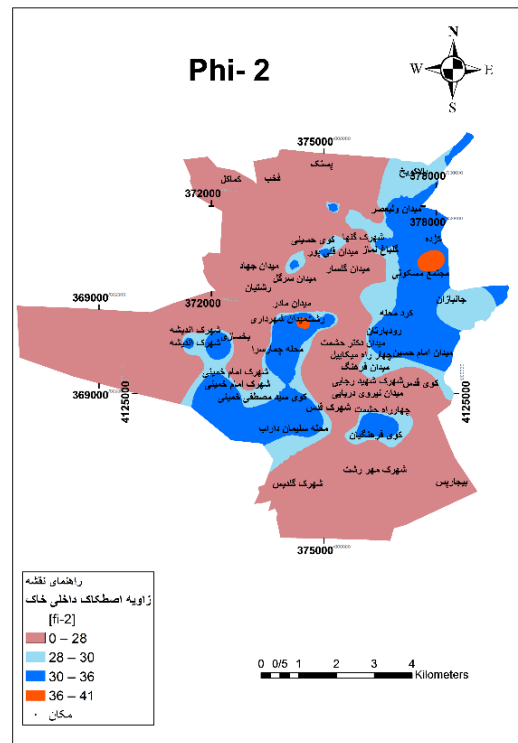 Phi- 2
N
W
E
S
375000
پستک
فخب
کماکل
372000
بالاکویخ
378000
میدان ولیعصر
378000
شهرک گلها
کوی حسینی
گلباغ نماز
میدان قلی پور
میدان گلسار
مجتمع مسکونی
میدان جهاد
میدان سرگل
رشتیان
جانبازان
372000
369000
میدان مادر
کرد محله
میدان شهرداری
رودبارتان
شهرک اندیشه
شهرک اندیشه
محله چمارسرا
میدان دکتر حشمت
چهار راه میکاییل
میدان امام حسین
میدان فرهنگ
شهرک امام خمینی
شهرک امام خمینی
شهرک شهید رجایی
کوی قدس
369000
4125000
کوی سید مصطفی خمینی
میدان نیروی دریایی
4125000
شهرک قدس
چهارراه حشمت
محله سلیمان داراب
کوی فرهنگیان
شهرک مهر رشت
شهرک گلدیس
بیجارپس
375000
راهنمای نقشه
زاویه اصطکاک داخلی خاک
[fi-2]
0 – 28
28 – 30
30 – 36
36 – 41
مکان
0 0/5 1 2 3 4
Kilometers